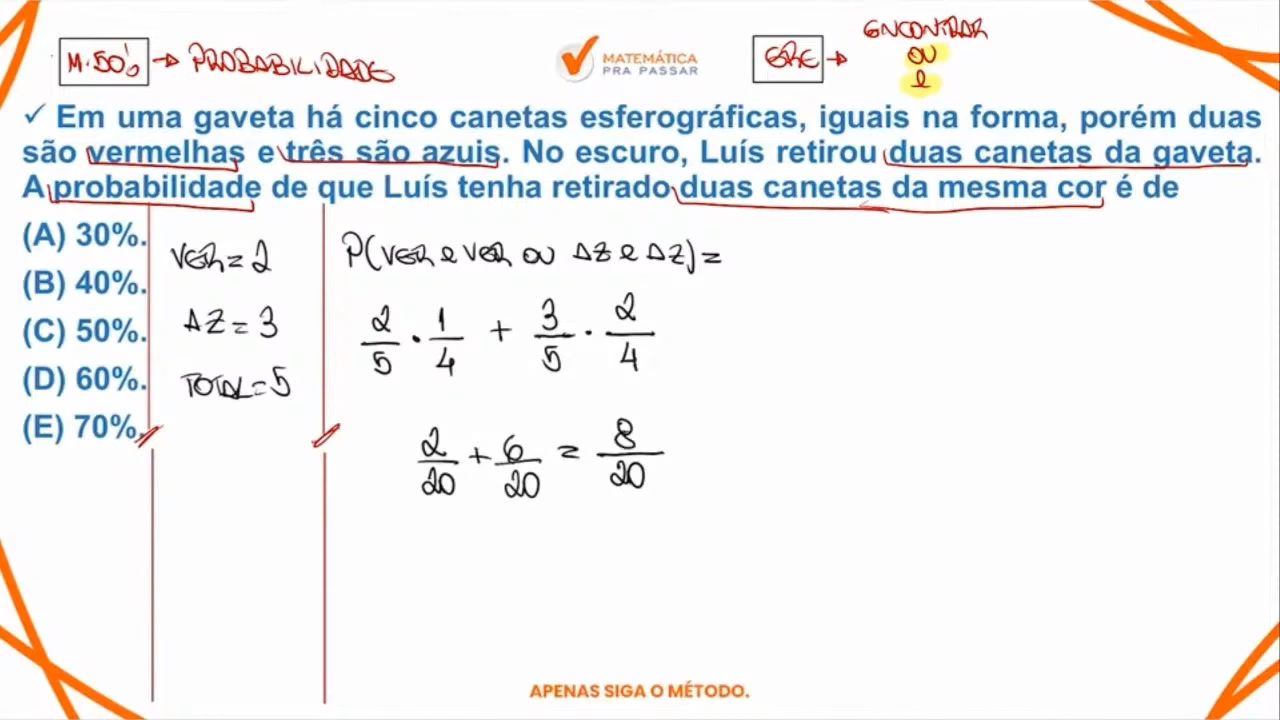 M.50's → PROBABILIDADE
MATEMÁTICA
PRA PASSAR
ERE →
ENCONTRAR
OU
e
✓ Em uma gaveta há cinco canetas esferográficas, iguais na forma, porém duas
são vermelhas e três são azuis. No escuro, Luís retirou duas canetas da gaveta.
A probabilidade de que Luís tenha retirado duas canetas da mesma cor é de
(A) 30%.
(B) 40%.
(C) 50%.
(D) 60%.
(E) 70%.
VER = 2
AZ = 3
TOTAL = 5
P(VER e VER OU AZ e AZ) =
2/5 · 1/4 + 3/5 · 2/4
2/20 + 6/20 = 8/20
APENAS SIGA O MÉTODO.